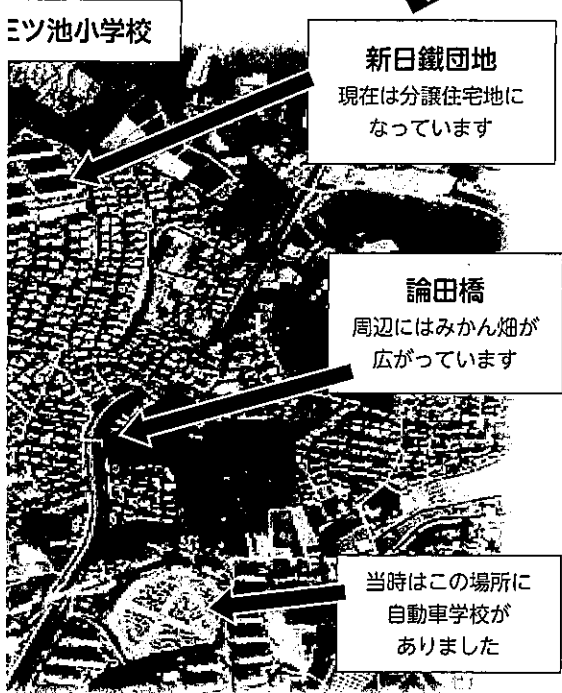 三ツ池小学校
新日鐵団地
現在は分譲住宅地に
なっています
論田橋
周辺にはみかん畑が
広がっています
当時はこの場所に
自動車学校が
ありました